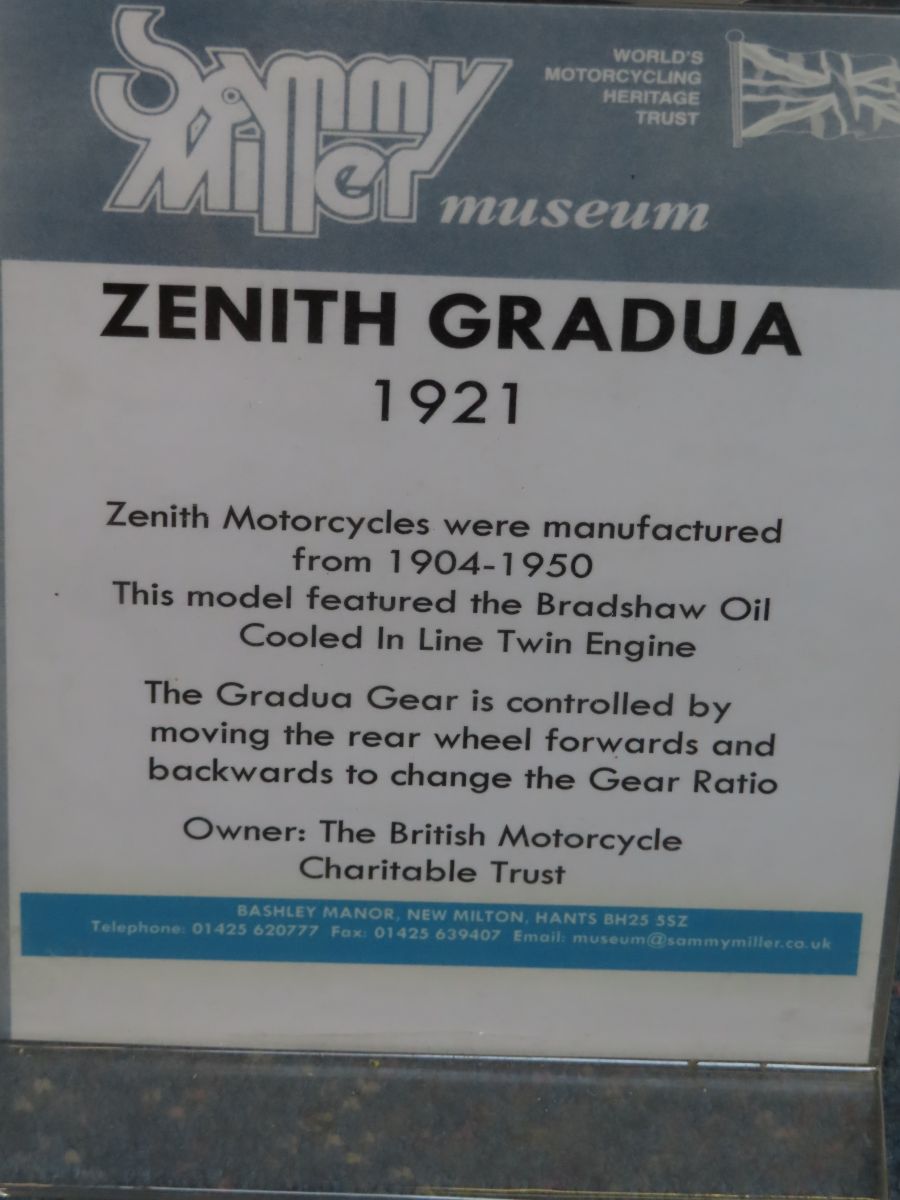 Sammy
Miller
museum
WORLD'S
MOTORCYCLING
HERITAGE
TRUST
ZENITH GRADUA
1921
Zenith Motorcycles were manufactured
from 1904-1950
This model featured the Bradshaw Oil
Cooled In Line Twin Engine
The Gradua Gear is controlled by
moving the rear wheel forwards and
backwards to change the Gear Ratio
Owner: The British Motorcycle
Charitable Trust
BASHLEY MANOR, NEW MILTON, HANTS BH25 5SZ
Telephone: 01425 620777 Fax: 01425 639407 Email: museum@sammymiller.co.uk